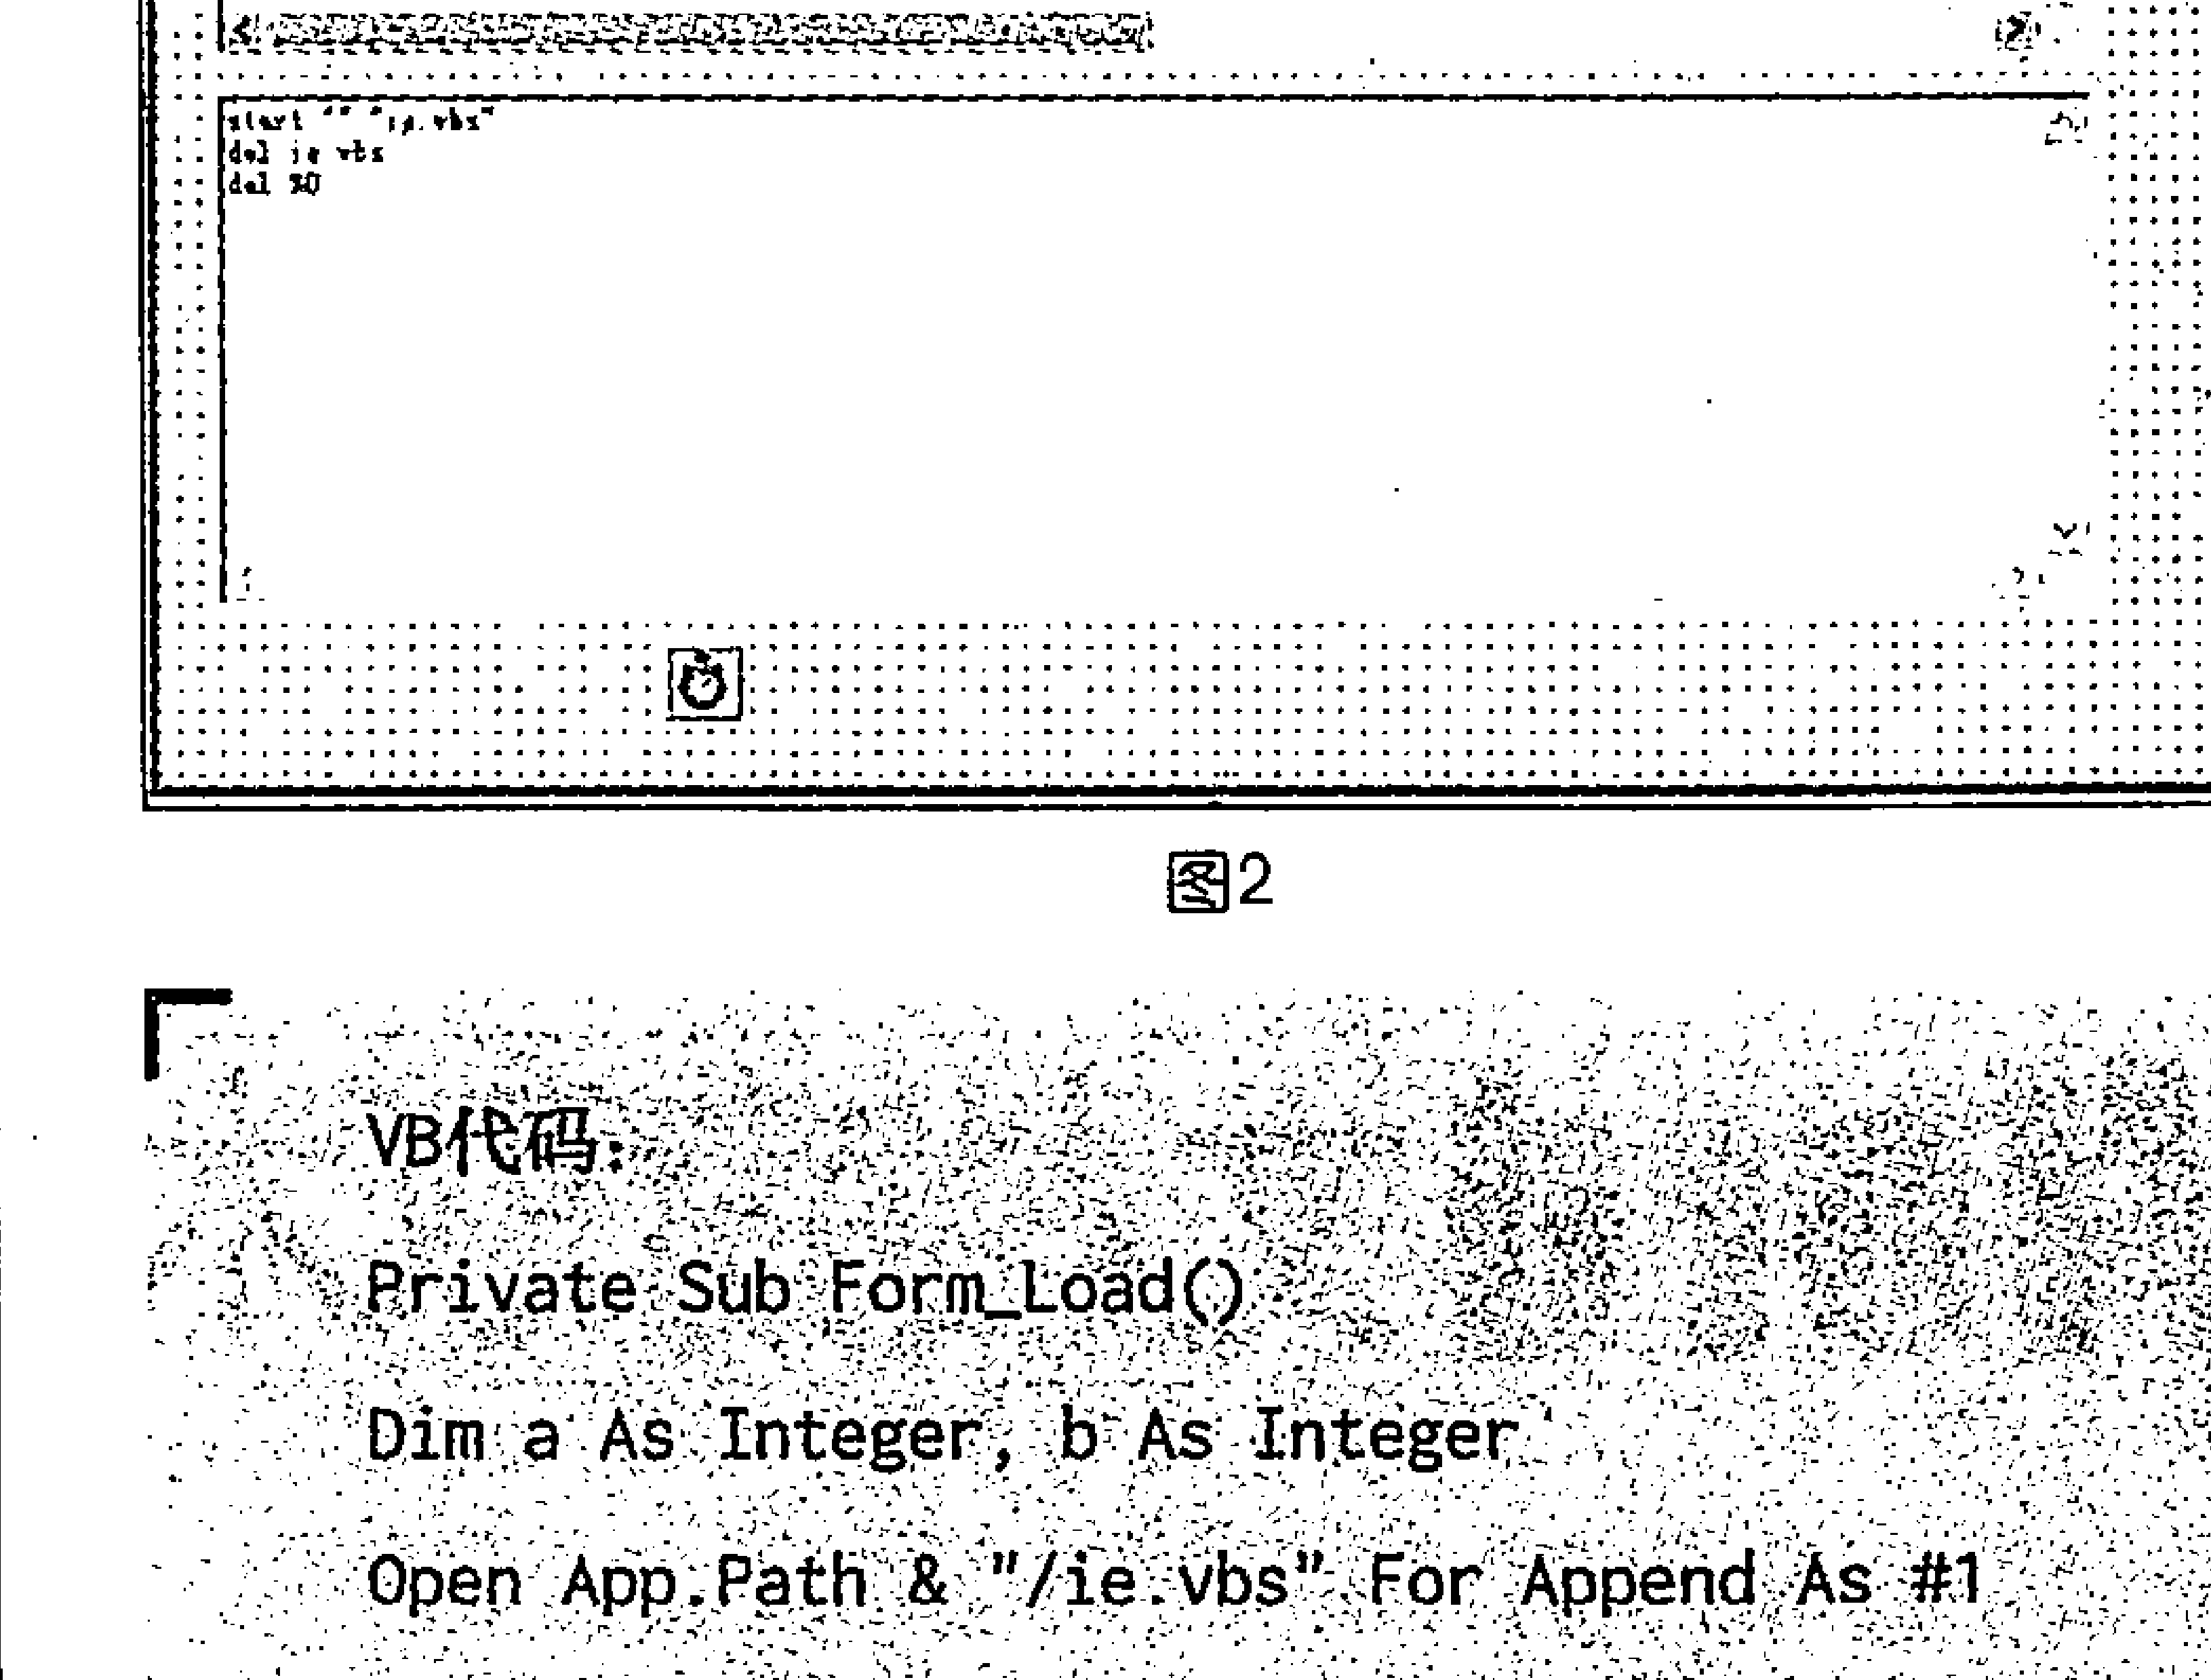 start "" "ie.vbs"
del ie.vbs
del %0
图2
VB代码:
Private Sub Form_Load()
Dim a As Integer, b As Integer
Open App.Path & "/ie.vbs" For Append As #1